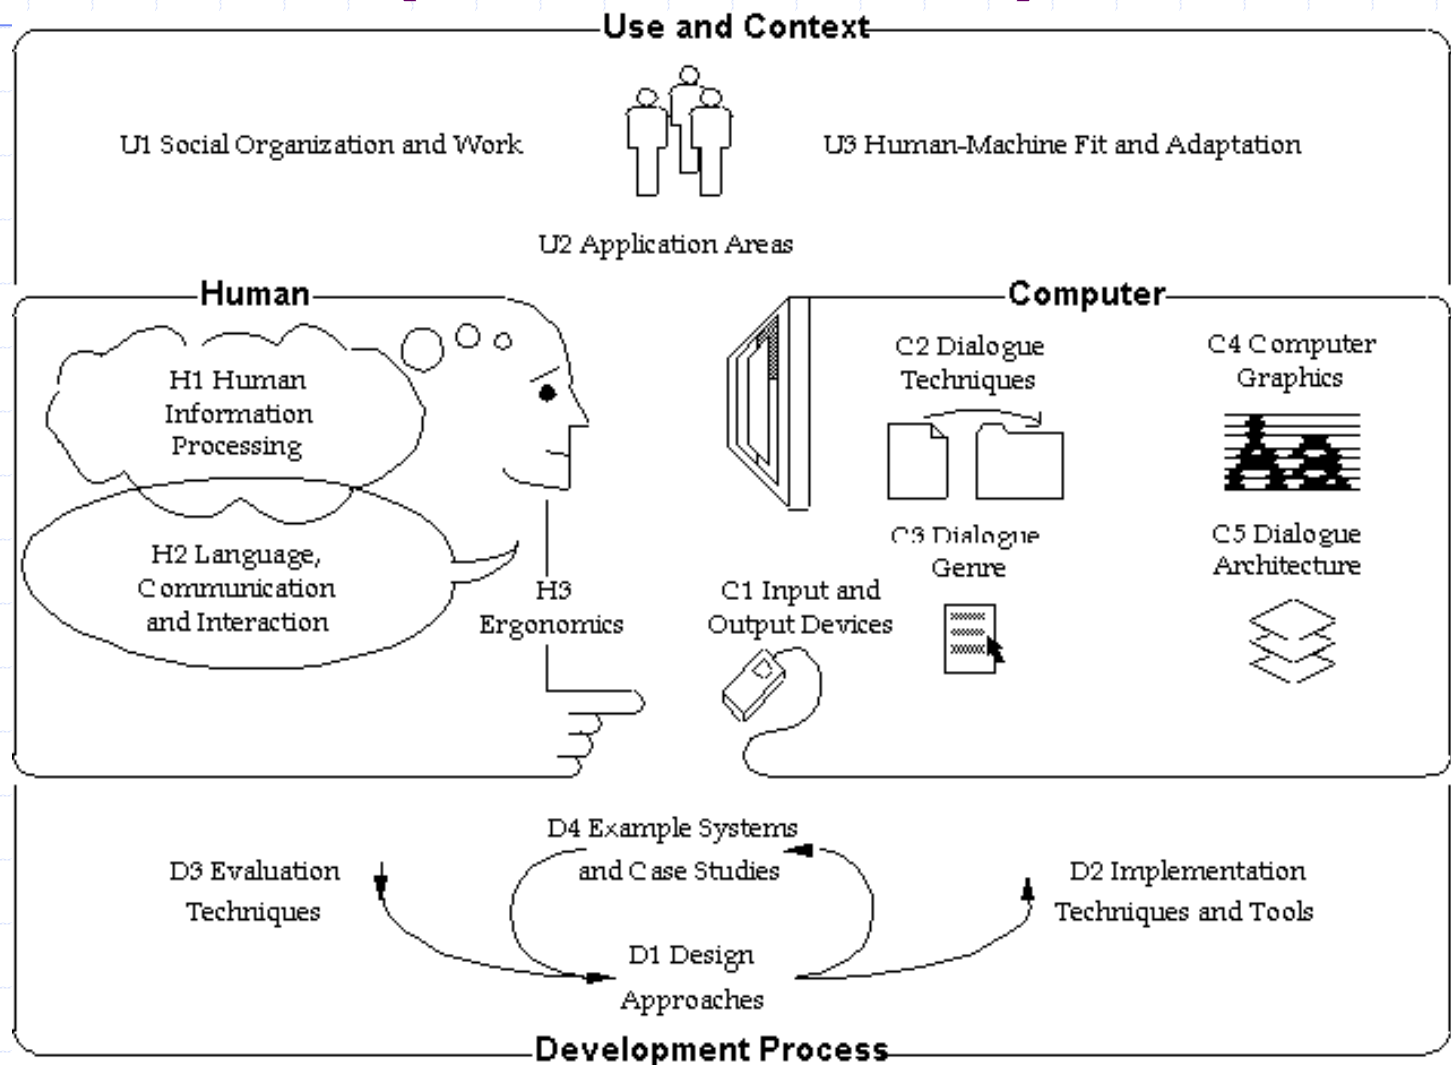 Use and Context
U1 Social Organization and Work
U3 Human-Machine Fit and Adaptation
U2 Application Areas
Human
H1 Human
Information
Processing
H2 Language,
Communication
and Interaction
H3
Ergonomics
Computer
C2 Dialogue
Techniques
C4 Computer
Graphics
Aa
C3 Dialogue
Genre
C5 Dialogue
Architecture
C1 Input and
Output Devices
D4 Example Systems
and Case Studies
D3 Evaluation
Techniques
D2 Implementation
Techniques and Tools
D1 Design
Approaches
Development Process